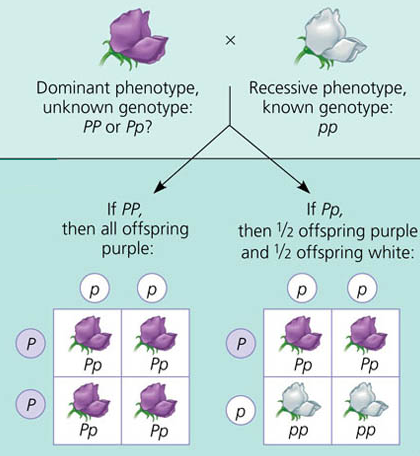 ×
Dominant phenotype,
unknown genotype:
PP or Pp?
Recessive phenotype,
known genotype:
pp
If PP,
then all offspring
purple:
p p
P Pp Pp
P Pp Pp
If Pp,
then 1/2 offspring purple
and 1/2 offspring white:
p p
P Pp Pp
p pp pp